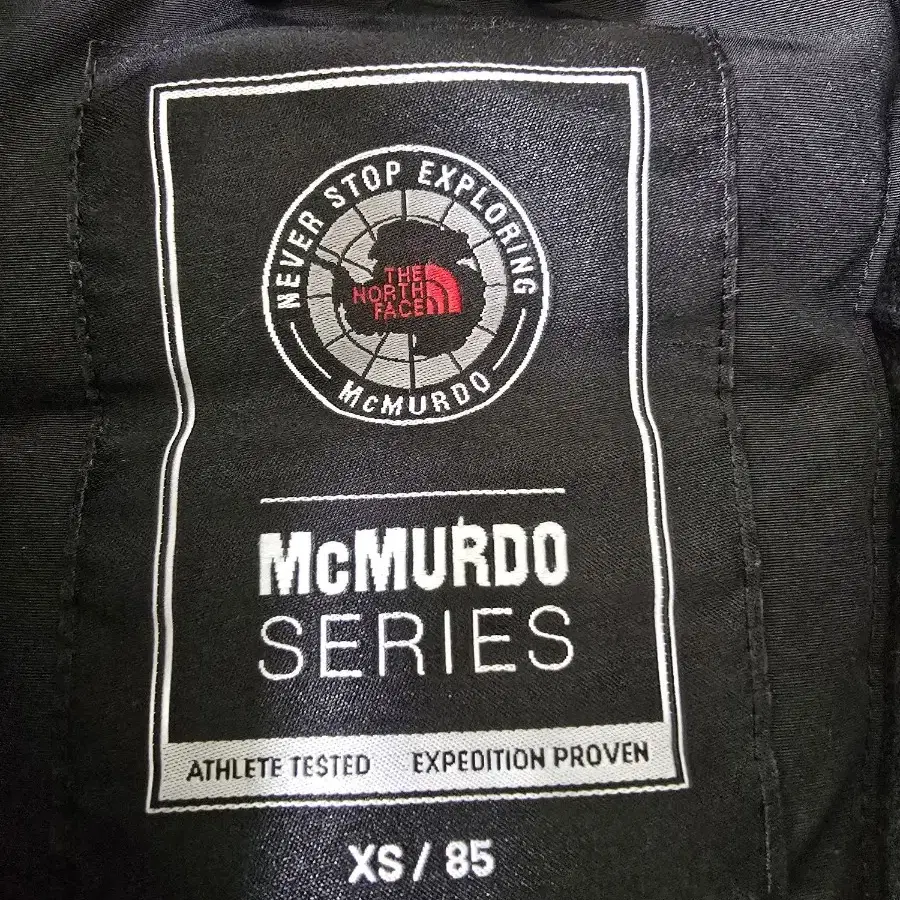 NEVER STOP EXPLORING
THE
NORTH
FACE
McMURDO
McMURDO
SERIES
ATHLETE TESTED EXPEDITION PROVEN
XS / 85